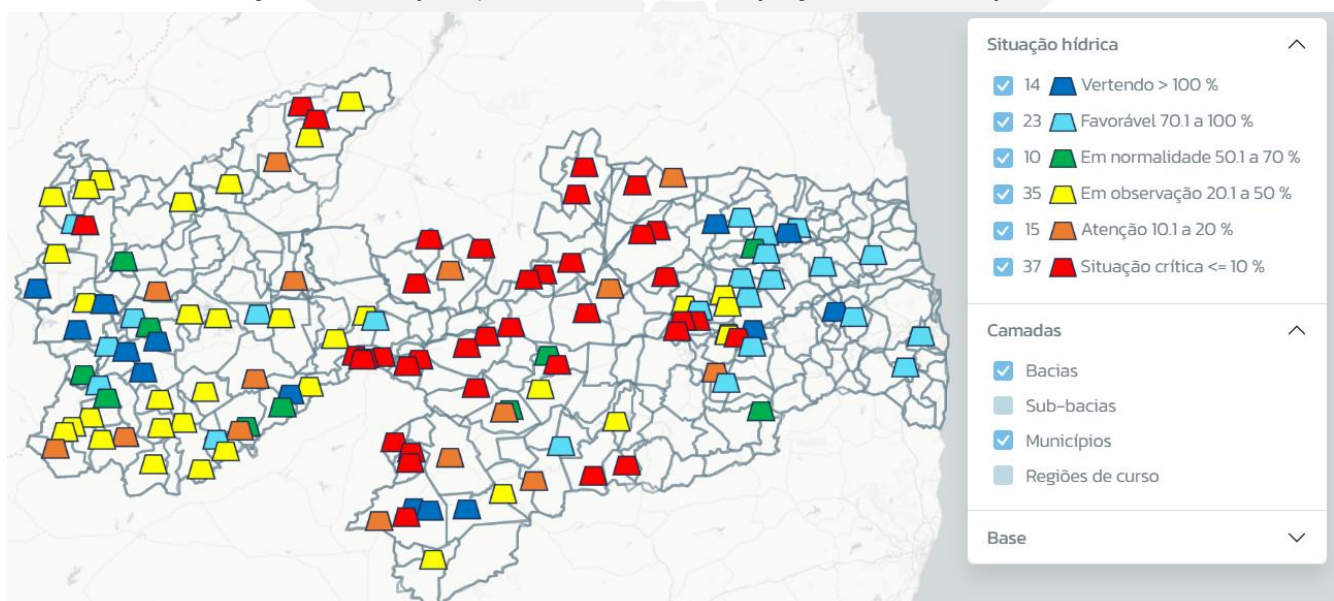 Situação hídrica
14 Vertendo > 100 %
23 Favorável 70.1 a 100 %
10 Em normalidade 50.1 a 70 %
35 Em observação 20.1 a 50 %
15 Atenção 10.1 a 20 %
37 Situação crítica <= 10 %
Camadas
Bacias
Sub-bacias
Municípios
Regiões de curso
Base